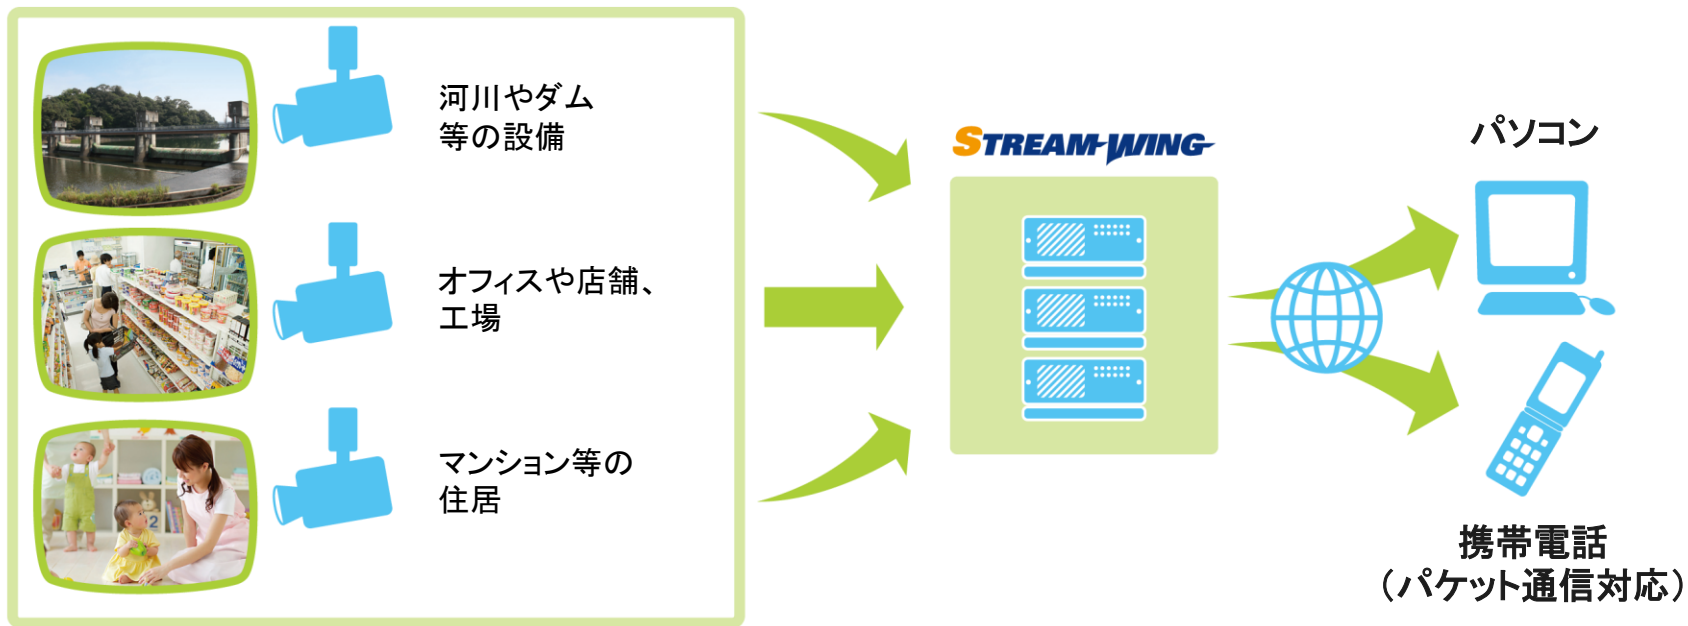 河川やダム
等の設備
オフィスや店舗、
工場
マンション等の
住居
STREAM-WING
パソコン
携帯電話
（パケット通信対応）